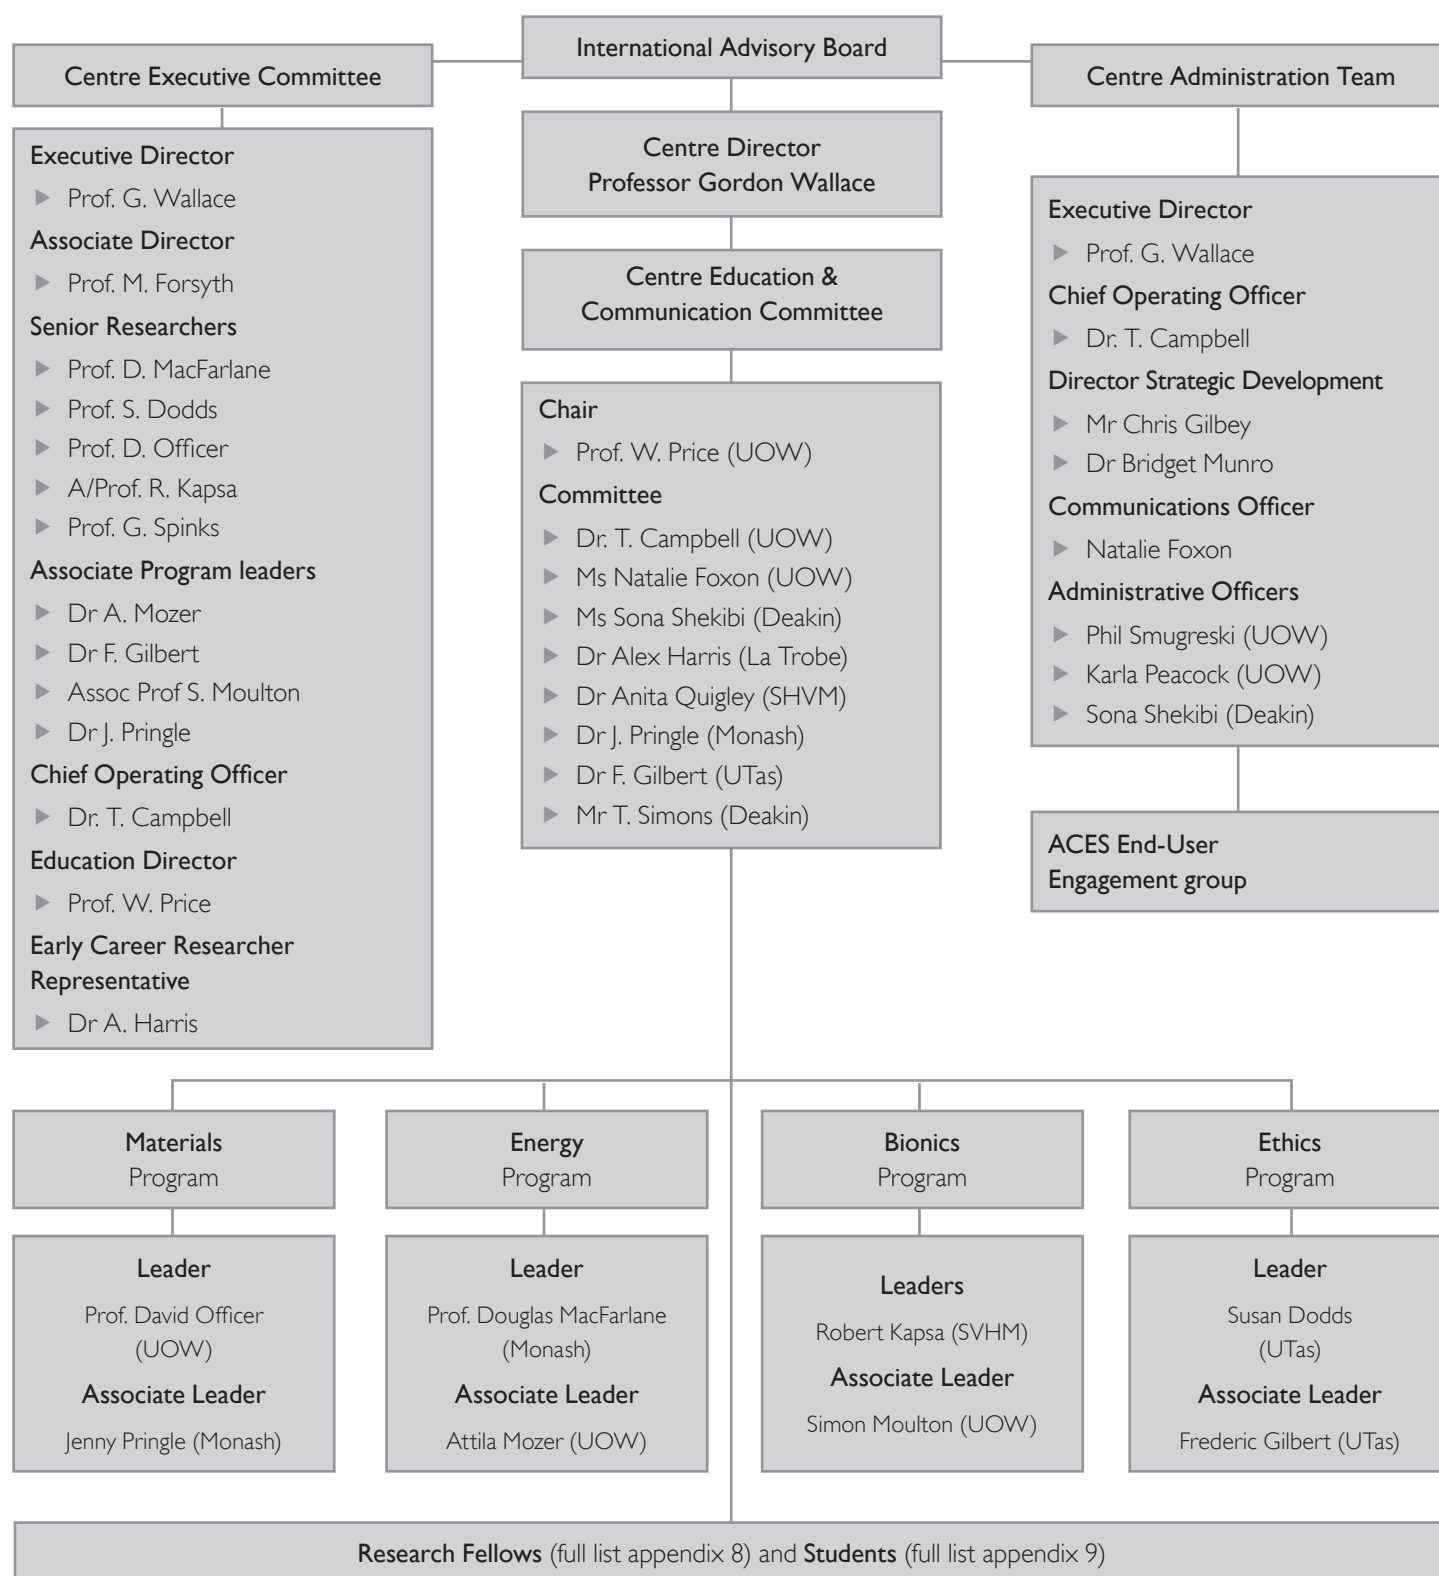 International Advisory Board
Centre Executive Committee
Centre Administration Team
Executive Director
Prof. G. Wallace
Associate Director
Prof. M. Forsyth
Senior Researchers
Prof. D. MacFarlane
Prof. S. Dodds
Prof. D. Officer
A/Prof. R. Kapsa
Prof. G. Spinks
Associate Program leaders
Dr A. Mozer
Dr F. Gilbert
Assoc Prof S. Moulton
Dr J. Pringle
Chief Operating Officer
Dr. T. Campbell
Education Director
Prof. W. Price
Early Career Researcher
Representative
Dr A. Harris
Centre Director
Professor Gordon Wallace
Centre Education &
Communication Committee
Chair
Prof. W. Price (UOW)
Committee
Dr. T. Campbell (UOW)
Ms Natalie Foxon (UOW)
Ms Sona Shekibi (Deakin)
Dr Alex Harris (La Trobe)
Dr Anita Quigley (SHVM)
Dr J. Pringle (Monash)
Dr F. Gilbert (UTas)
Mr T. Simons (Deakin)
Executive Director
Prof. G. Wallace
Chief Operating Officer
Dr. T. Campbell
Director Strategic Development
Mr Chris Gilbey
Dr Bridget Munro
Communications Officer
Natalie Foxon
Administrative Officers
Phil Smugreski (UOW)
Karla Peacock (UOW)
Sona Shekibi (Deakin)
ACES End-User
Engagement group
Materials
Program
Leader
Prof. David Officer
(UOW)
Associate Leader
Jenny Pringle (Monash)
Energy
Program
Leader
Prof. Douglas MacFarlane
(Monash)
Associate Leader
Attila Mozer (UOW)
Bionics
Program
Leaders
Robert Kapsa (SVHM)
Associate Leader
Simon Moulton (UOW)
Ethics
Program
Leader
Susan Dodds
(UTas)
Associate Leader
Frederic Gilbert (UTas)
Research Fellows (full list appendix 8) and Students (full list appendix 9)